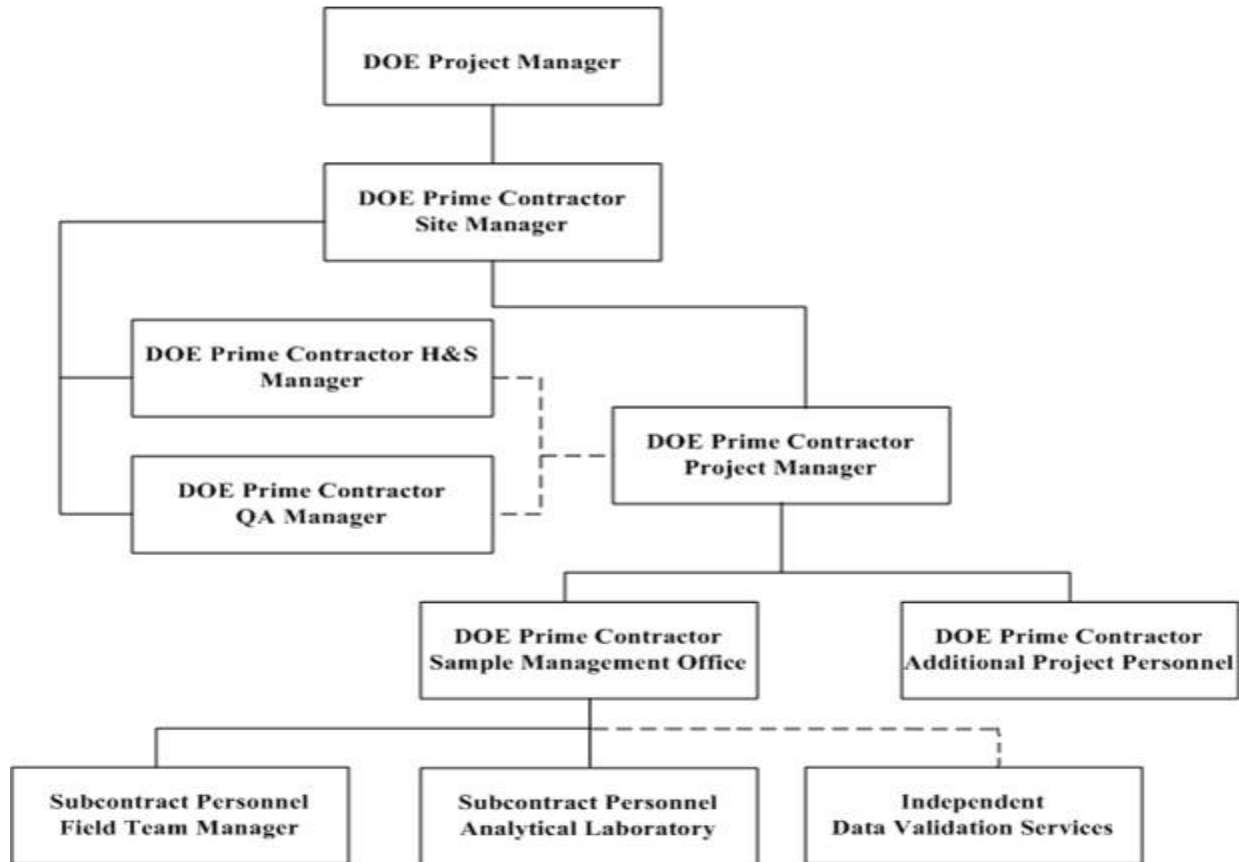 DOE Project Manager
DOE Prime Contractor
Site Manager
DOE Prime Contractor H&S
Manager
DOE Prime Contractor
QA Manager
DOE Prime Contractor
Project Manager
DOE Prime Contractor
Sample Management Office
DOE Prime Contractor
Additional Project Personnel
Subcontract Personnel
Field Team Manager
Subcontract Personnel
Analytical Laboratory
Independent
Data Validation Services